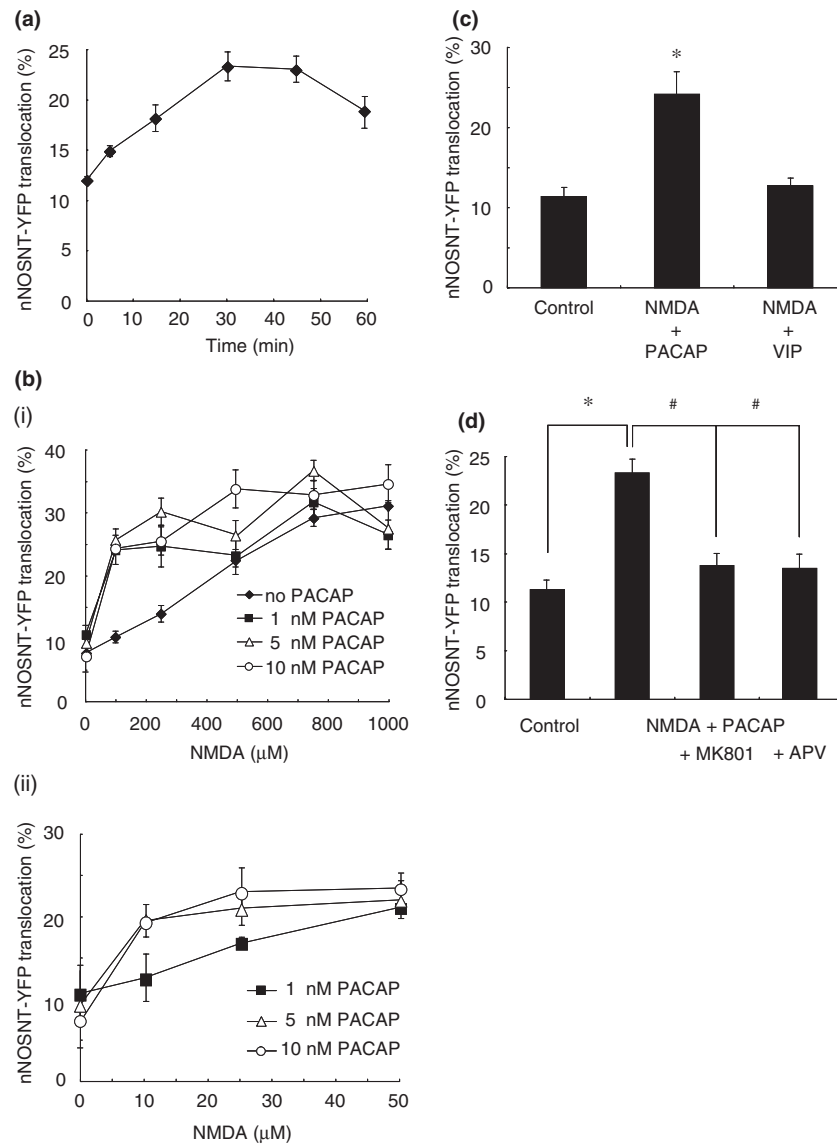 (a)
nNOSNT-YFP translocation (%)
25
20
15
10
5
0
0 10 20 30 40 50 60
Time (min)
(b)
(i)
nNOSNT-YFP translocation (%)
40
30
20
10
0
no PACAP
1 nM PACAP
5 nM PACAP
10 nM PACAP
0 200 400 600 800 1000
NMDA (μM)
(ii)
nNOSNT-YFP translocation (%)
30
20
10
0
1 nM PACAP
5 nM PACAP
10 nM PACAP
0 10 20 30 40 50
NMDA (μM)
(c)
nNOSNT-YFP translocation (%)
30
25
20
15
10
5
0
*
Control NMDA NMDA
+ +
PACAP VIP
(d)
* # #
nNOSNT-YFP translocation (%)
25
20
15
10
5
0
Control NMDA + PACAP
+ MK801 + APV